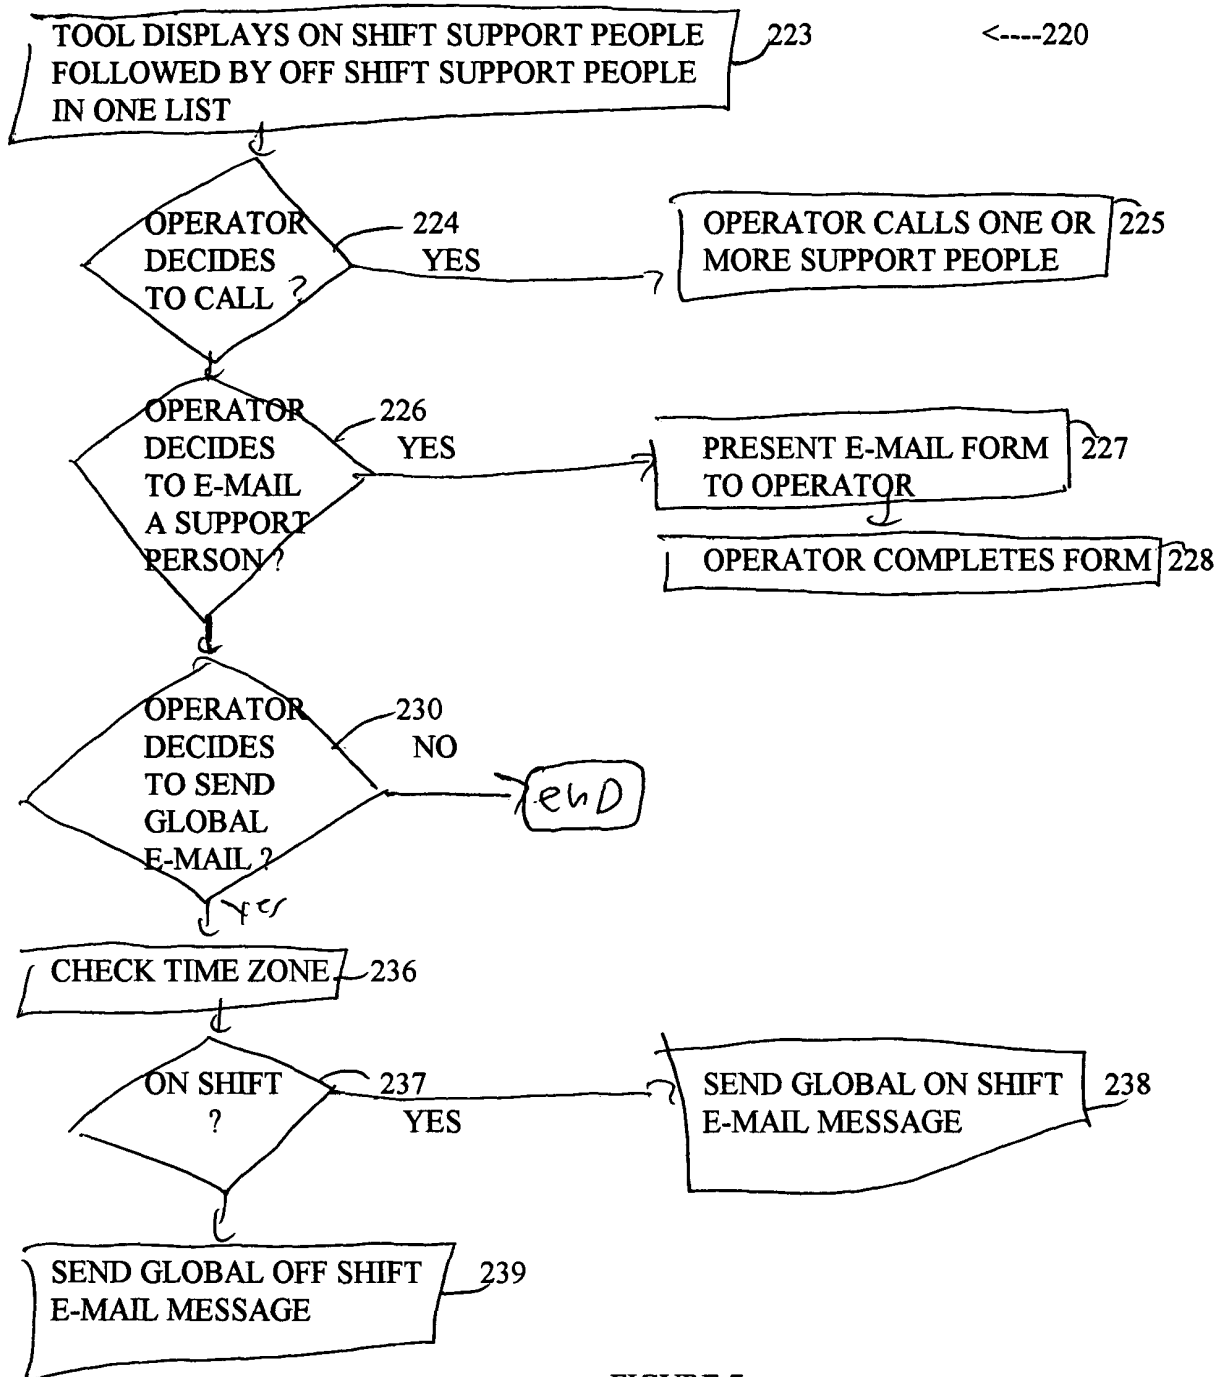 TOOL DISPLAYS ON SHIFT SUPPORT PEOPLE
FOLLOWED BY OFF SHIFT SUPPORT PEOPLE
IN ONE LIST
223
<----220
OPERATOR
DECIDES
TO CALL ?
224
YES
OPERATOR CALLS ONE OR
MORE SUPPORT PEOPLE
225
OPERATOR
DECIDES
TO E-MAIL
A SUPPORT
PERSON ?
226
YES
PRESENT E-MAIL FORM
TO OPERATOR
227
OPERATOR COMPLETES FORM
228
OPERATOR
DECIDES
TO SEND
GLOBAL
E-MAIL ?
230
NO
enD
Yes
CHECK TIME ZONE
236
ON SHIFT
?
237
YES
SEND GLOBAL ON SHIFT
E-MAIL MESSAGE
238
SEND GLOBAL OFF SHIFT
E-MAIL MESSAGE
239